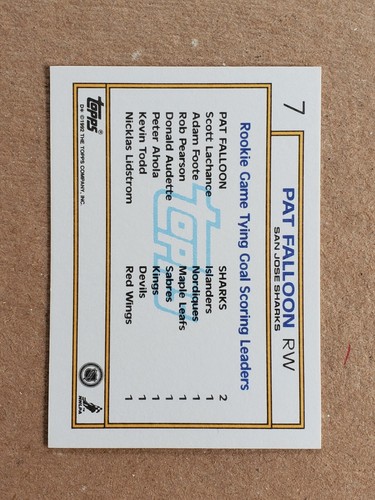 7
PAT FALLOON RW
SAN JOSE SHARKS
Rookie Game Tying Goal Scoring Leaders
PAT FALLOON SHARKS 2
Scott Lachance Islanders 1
Adam Foote Nordiques 1
Rob Pearson Maple Leafs 1
Donald Audette Sabres 1
Peter Ahola Kings 1
Kevin Todd Devils 1
Nicklas Lidstrom Red Wings 1
topps
topps®
D* ©1992 THE TOPPS COMPANY, INC.
NHLPA